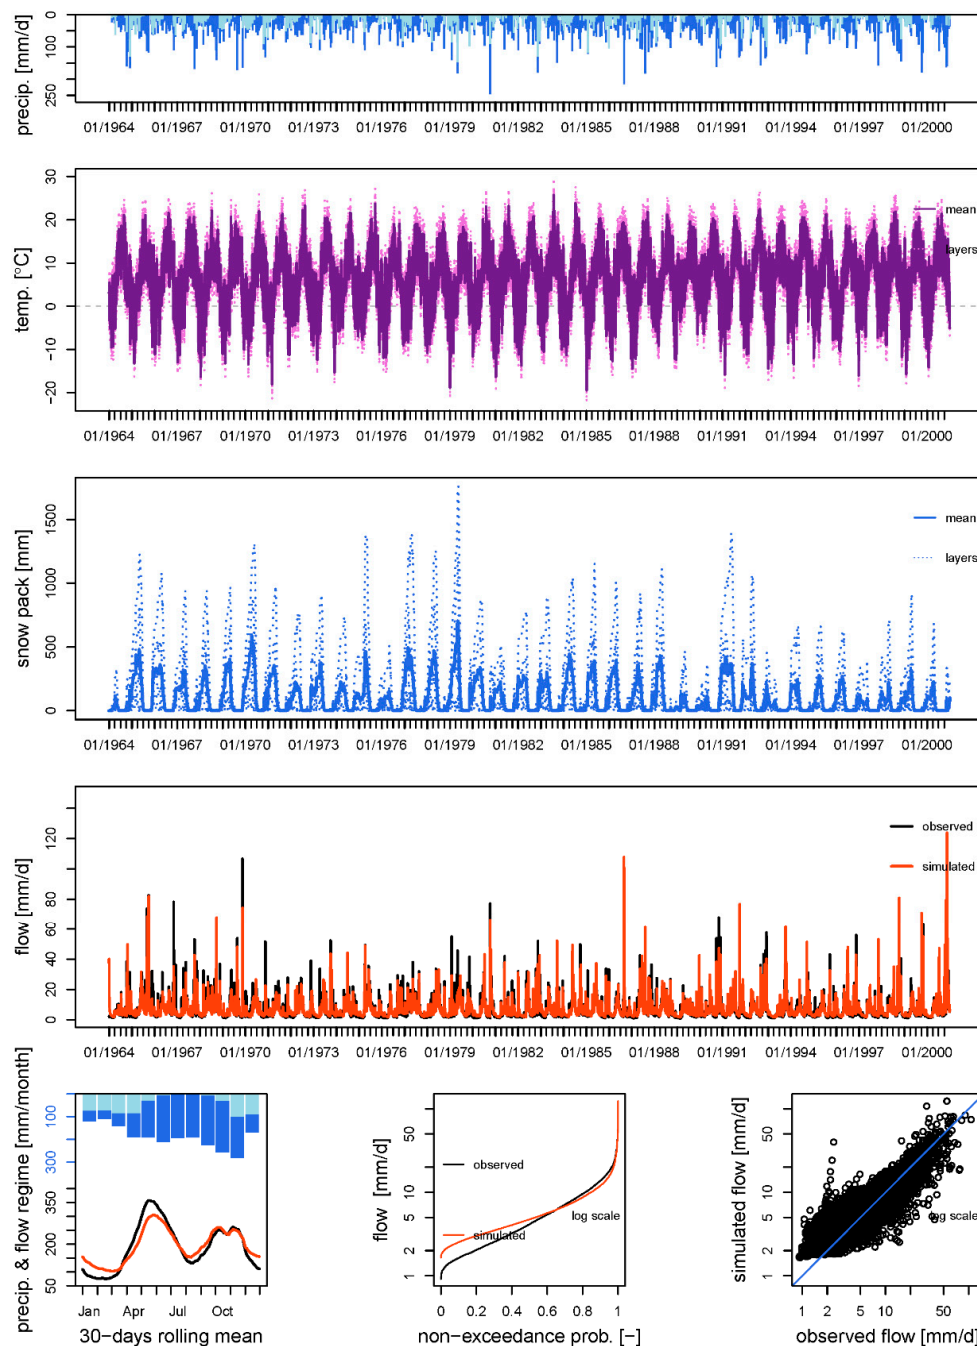 precip. [mm/d]
0
100
250
01/1964 01/1967 01/1970 01/1973 01/1976 01/1979 01/1982 01/1985 01/1988 01/1991 01/1994 01/1997 01/2000
temp. [°C]
30
20
10
0
−10
−20
mean
layers
01/1964 01/1967 01/1970 01/1973 01/1976 01/1979 01/1982 01/1985 01/1988 01/1991 01/1994 01/1997 01/2000
snow pack [mm]
1500
1000
500
0
mean
layers
01/1964 01/1967 01/1970 01/1973 01/1976 01/1979 01/1982 01/1985 01/1988 01/1991 01/1994 01/1997 01/2000
flow [mm/d]
120
80
60
40
20
0
observed
simulated
01/1964 01/1967 01/1970 01/1973 01/1976 01/1979 01/1982 01/1985 01/1988 01/1991 01/1994 01/1997 01/2000
precip. & flow regime [mm/month]
100
300
350
200
50
Jan Apr Jul Oct
30−days rolling mean
flow [mm/d]
50
10
5
2
1
observed
log scale
simulated
0 0.2 0.4 0.6 0.8 1
non−exceedance prob. [−]
simulated flow [mm/d]
50
10
5
2
1
log scale
1 2 5 10 50
observed flow [mm/d]